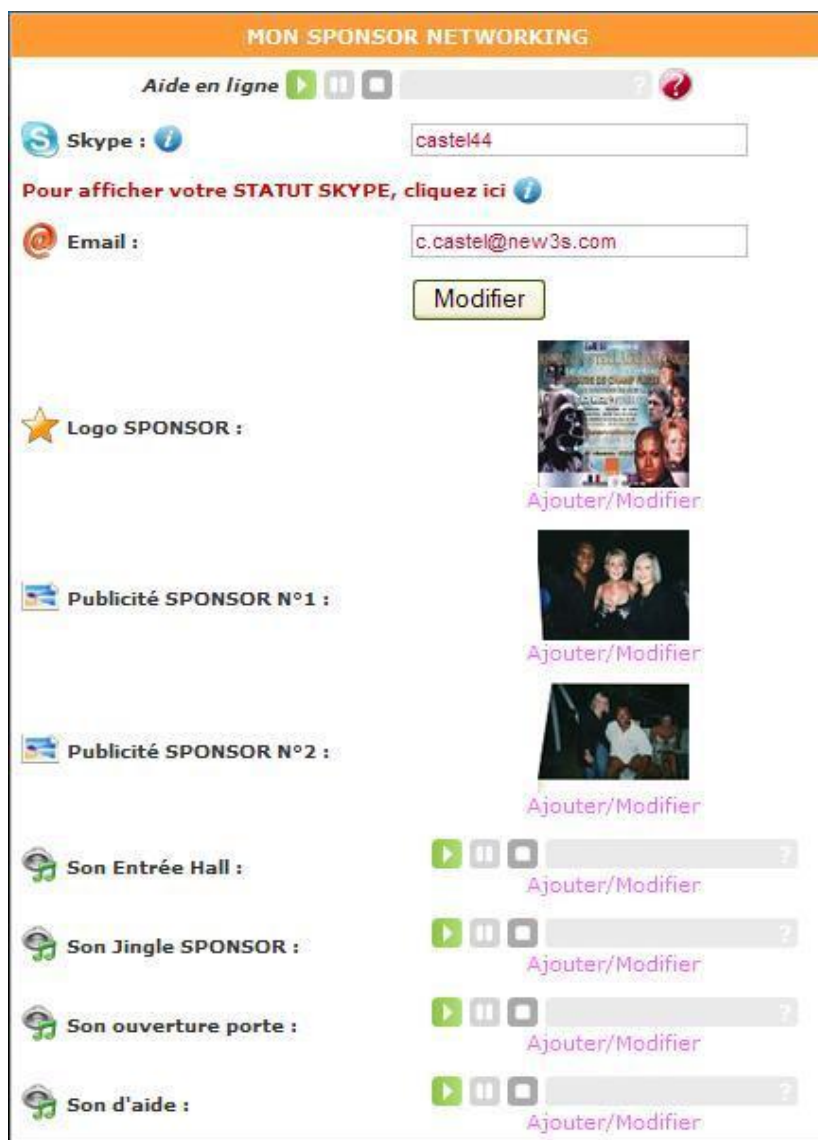 MON SPONSOR NETWORKING
Aide en ligne ?  ?
Skype : i castel44
Pour afficher votre STATUT SKYPE, cliquez ici i
@ Email : c.castel@new3s.com
Modifier
Logo SPONSOR :
Ajouter/Modifier
Publicité SPONSOR N°1 :
Ajouter/Modifier
Publicité SPONSOR N°2 :
Ajouter/Modifier
Son Entrée Hall : ?
Ajouter/Modifier
Son Jingle SPONSOR : ?
Ajouter/Modifier
Son ouverture porte : ?
Ajouter/Modifier
Son d'aide : ?
Ajouter/Modifier